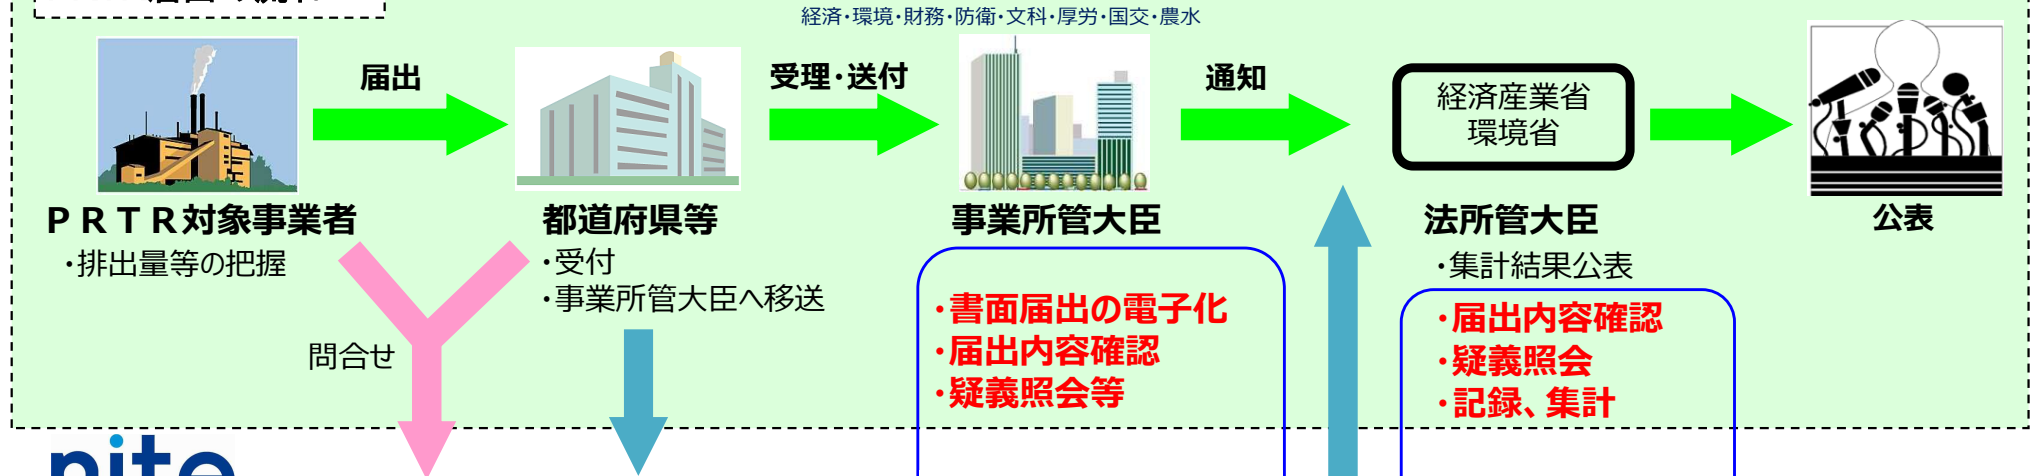 経済・環境・財務・防衛・文科・厚労・国交・農水
届出
受理・送付
通知
経済産業省
環境省
ＰＲＴＲ対象事業者
・排出量等の把握
都道府県等
・受付
・事業所管大臣へ移送
事業所管大臣
・書面届出の電子化
・届出内容確認
・疑義照会等
法所管大臣
・集計結果公表
・届出内容確認
・疑義照会
・記録、集計
公表
問合せ
nite